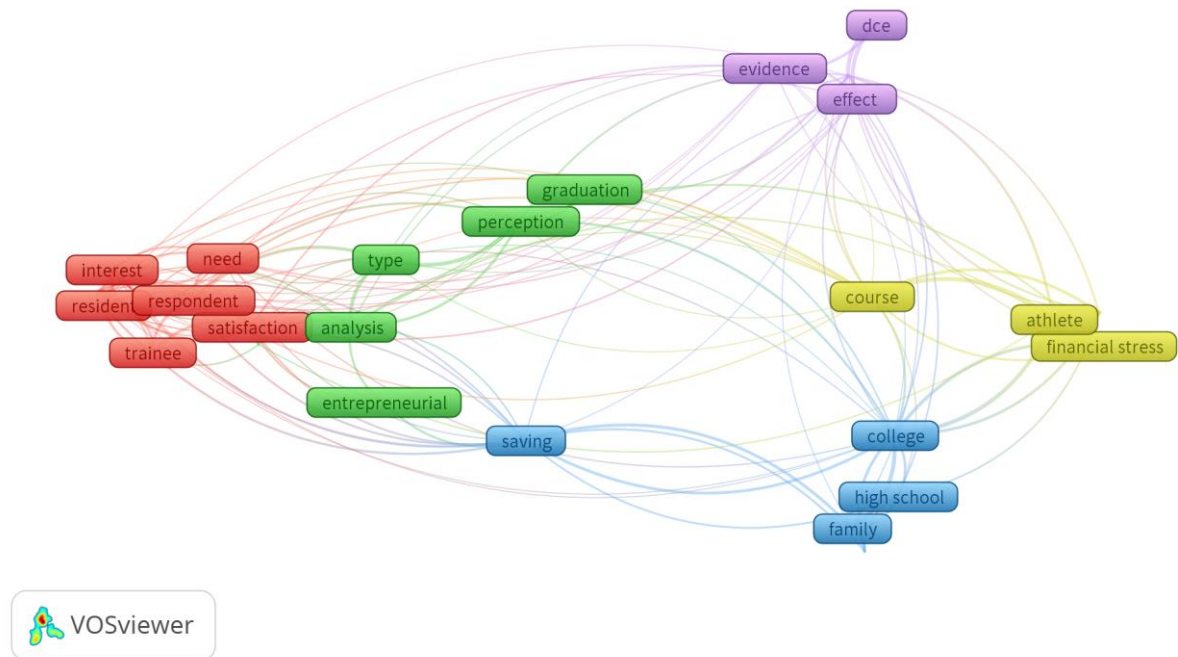 dce
evidence
effect
graduation
perception
need
type
interest
resident
respondent
course
satisfaction
analysis
athlete
trainee
financial stress
entrepreneurial
saving
college
high school
family
VOSviewer